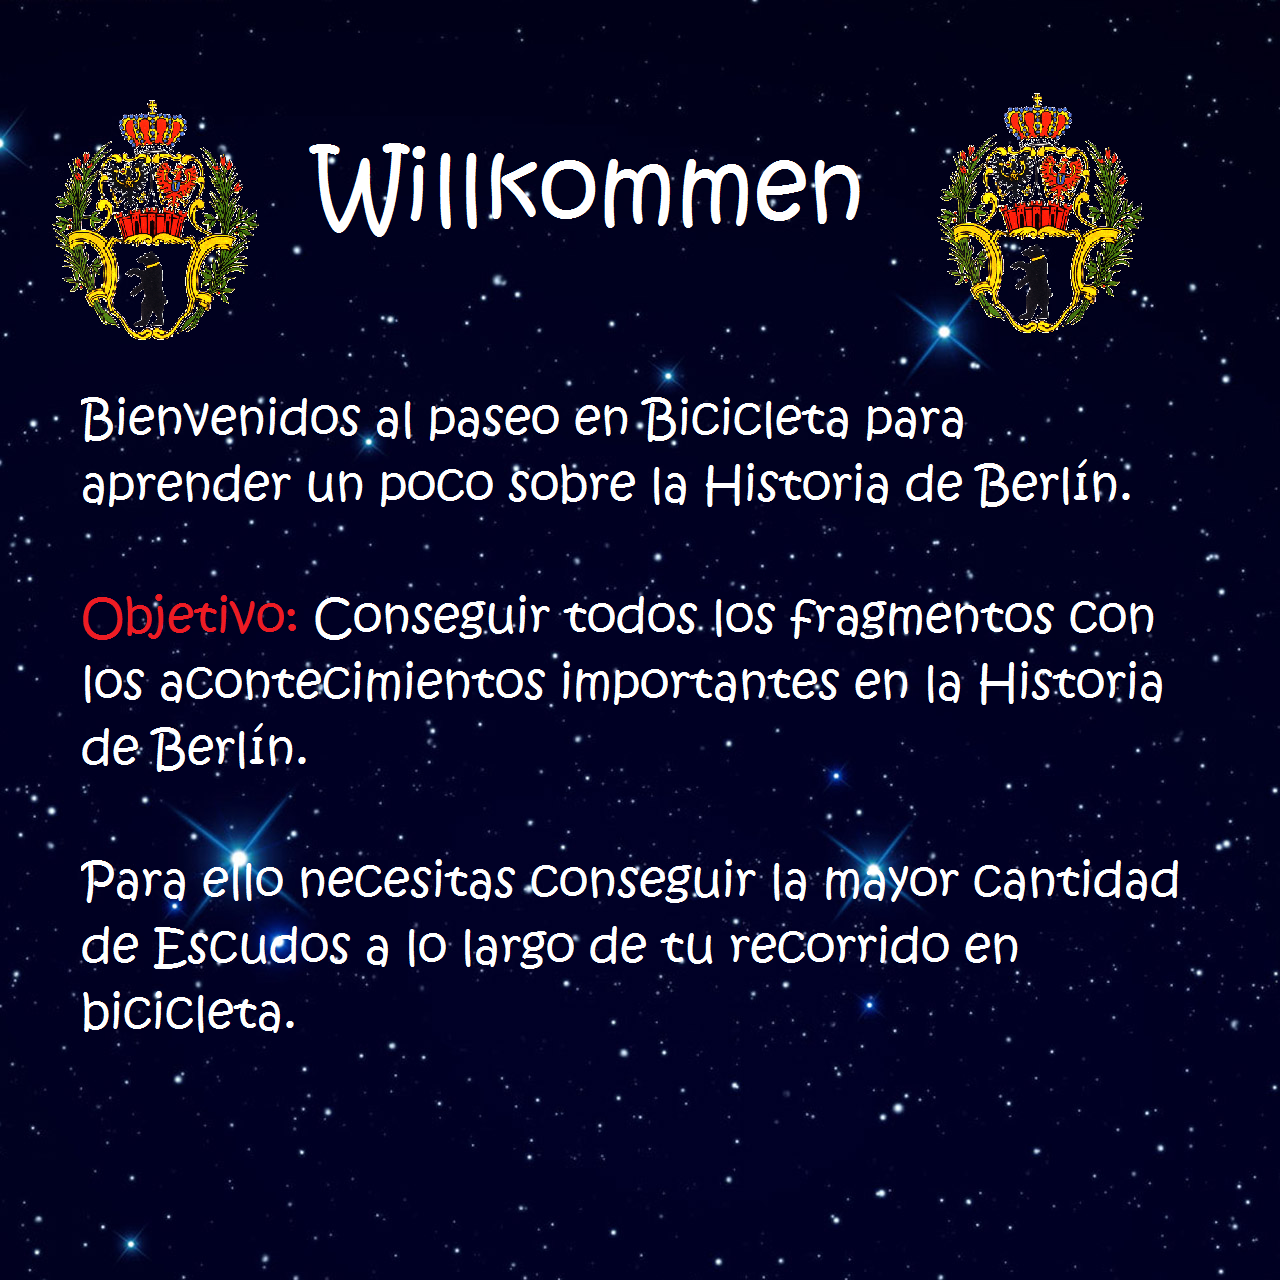 Willkommen
Bienvenidos al paseo en Bicicleta para
aprender un poco sobre la Historia de Berlín.
Objetivo: Conseguir todos los fragmentos con
los acontecimientos importantes en la Historia
de Berlín.
Para ello necesitas conseguir la mayor cantidad
de Escudos a lo largo de tu recorrido en
bicicleta.